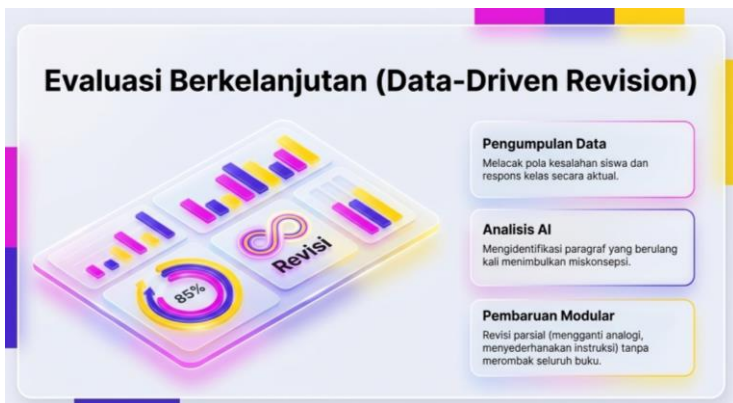 Evaluasi Berkelanjutan (Data-Driven Revision)
Pengumpulan Data
Melacak pola kesalahan siswa dan
respons kelas secara aktual.
Analisis AI
Mengidentifikasi paragraf yang berulang
kali menimbulkan miskonsepsi.
Pembaruan Modular
Revisi parsial (mengganti analogi,
menyederhanakan instruksi) tanpa
merombak seluruh buku.
Revisi
85%